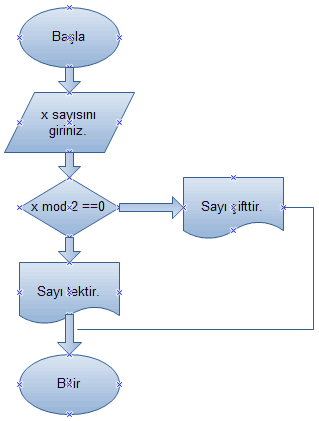 Başla
x sayısını
giriniz.
x mod 2 ==0
Sayı çifttir.
Sayı tektir.
Bitir